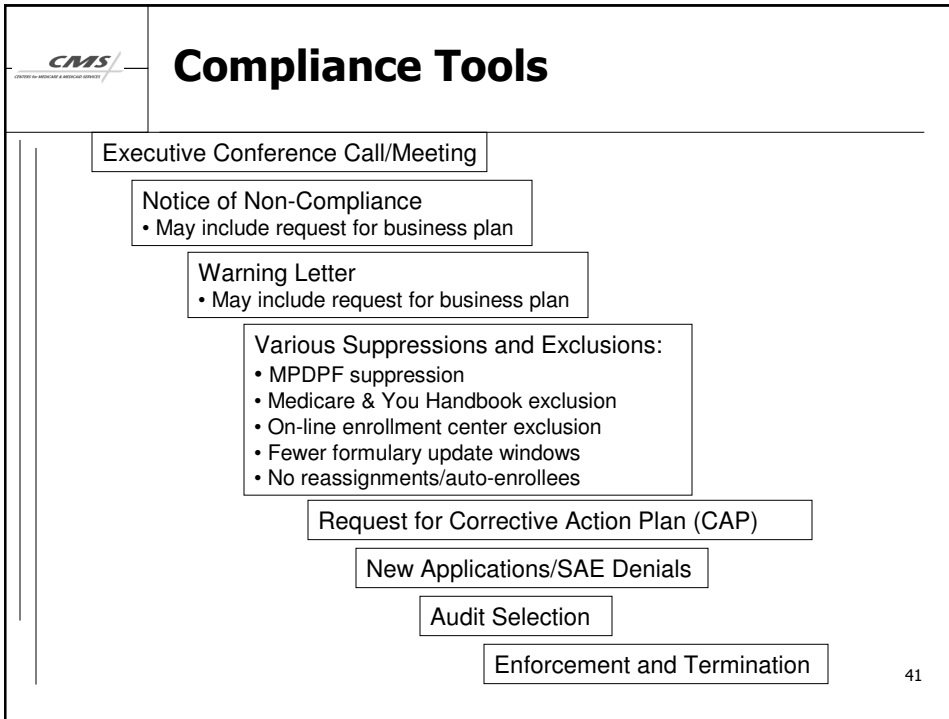 CMS
CENTERS for MEDICARE & MEDICAID SERVICES
Compliance Tools
Executive Conference Call/Meeting
Notice of Non-Compliance
• May include request for business plan
Warning Letter
• May include request for business plan
Various Suppressions and Exclusions:
• MPDPF suppression
• Medicare & You Handbook exclusion
• On-line enrollment center exclusion
• Fewer formulary update windows
• No reassignments/auto-enrollees
Request for Corrective Action Plan (CAP)
New Applications/SAE Denials
Audit Selection
Enforcement and Termination
41